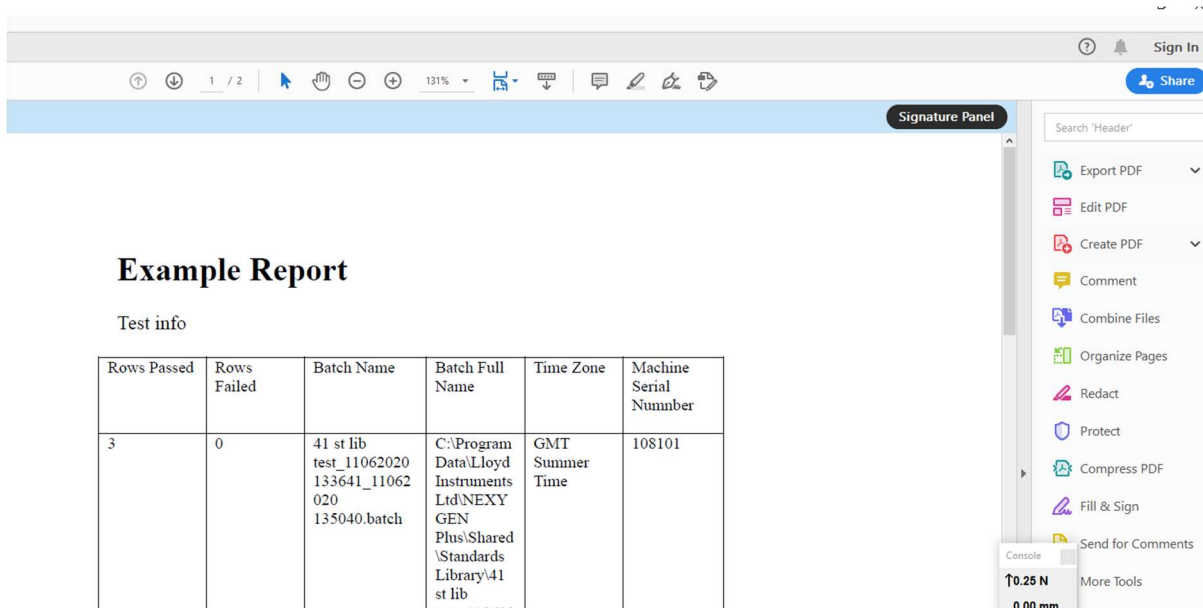 Sign In
1 / 2
131%
Share
Signature Panel
Search 'Header'
Export PDF
Edit PDF
Create PDF
Comment
Combine Files
Organize Pages
Redact
Protect
Compress PDF
Fill & Sign
Send for Comments
More Tools
Example Report
Test info
Rows Passed
Rows
Failed
Batch Name
Batch Full
Name
Time Zone
Machine
Serial
Numnber
3
0
41 st lib
test_11062020
133641_11062
020
135040.batch
C:\Program
Data\Lloyd
Instruments
Ltd\NEXY
GEN
Plus\Shared
\Standards
Library\41
st lib
GMT
Summer
Time
108101
Console
↑0.25 N
0.00 mm